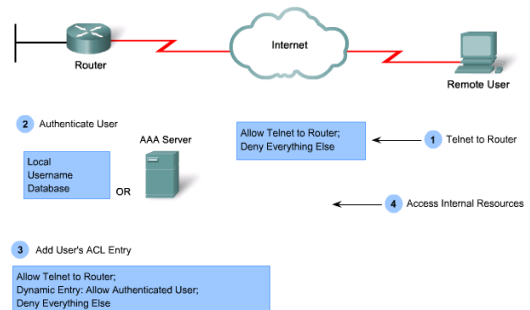 Internet
Router
Remote User
2 Authenticate User
AAA Server
Local
Username
Database
OR
Allow Telnet to Router;
Deny Everything Else
1 Telnet to Router
4 Access Internal Resources
3 Add User's ACL Entry
Allow Telnet to Router;
Dynamic Entry: Allow Authenticated User;
Deny Everything Else